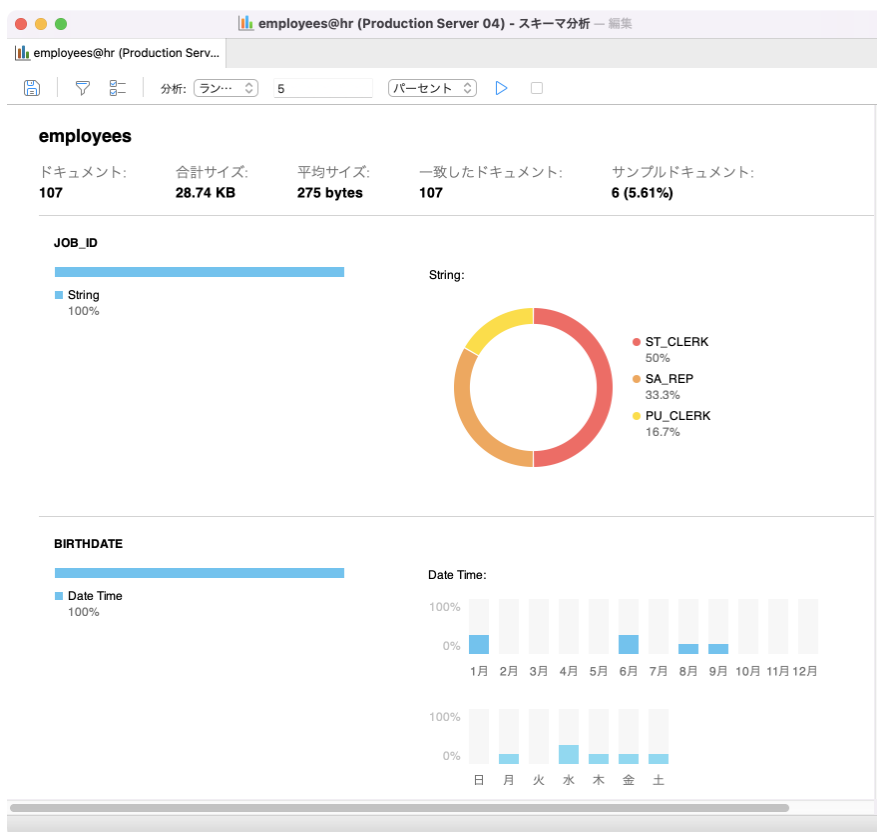 employees@hr (Production Server 04) - スキーマ分析 — 編集
employees@hr (Production Serv...
分析: ラン… 5 パーセント
employees
ドキュメント: 合計サイズ: 平均サイズ: 一致したドキュメント: サンプルドキュメント:
107 28.74 KB 275 bytes 107 6 (5.61%)
JOB_ID
String
100%
String:
ST_CLERK
50%
SA_REP
33.3%
PU_CLERK
16.7%
BIRTHDATE
Date Time
100%
Date Time:
100%
0%
1月 2月 3月 4月 5月 6月 7月 8月 9月 10月 11月 12月
100%
0%
日 月 火 水 木 金 土